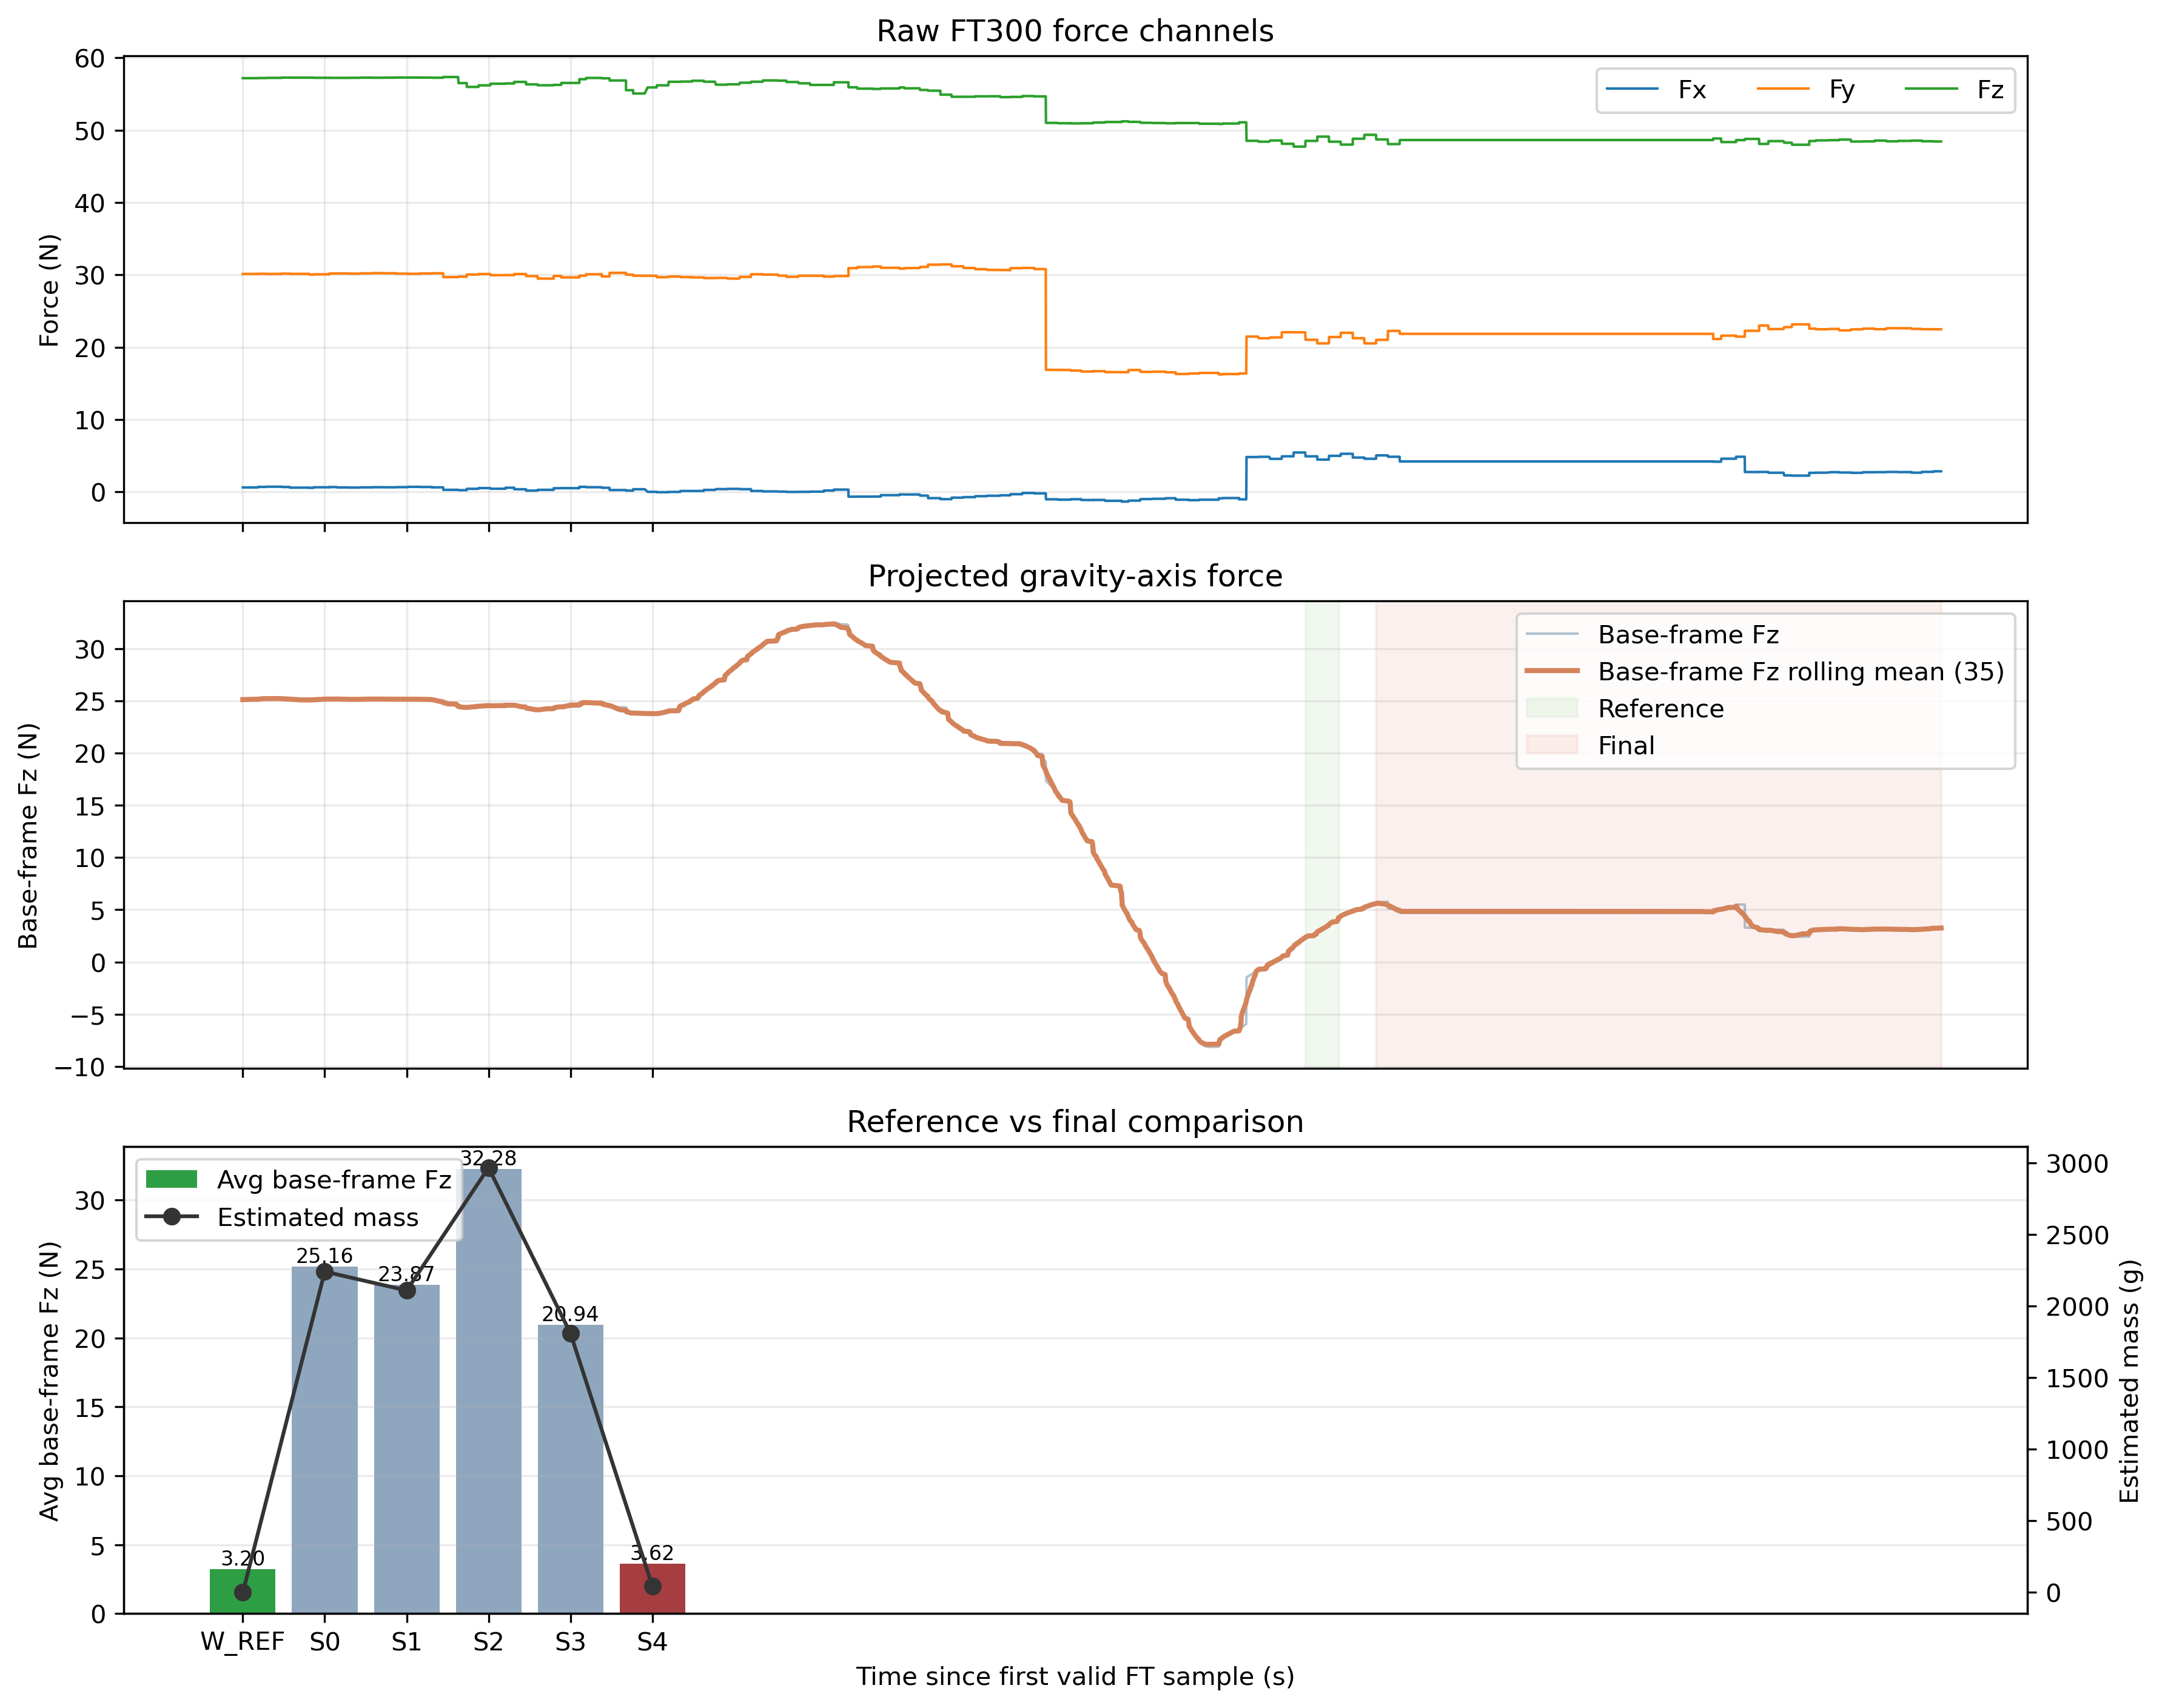 Raw FT300 force channels
60
50
40
30
20
10
0
Force (N)
Fx
Fy
Fz
Projected gravity-axis force
30
25
20
15
10
5
0
−5
−10
Base-frame Fz (N)
Base-frame Fz
Base-frame Fz rolling mean (35)
Reference
Final
Reference vs final comparison
30
25
20
15
10
5
0
Avg base-frame Fz (N)
Avg base-frame Fz
Estimated mass
3.20
25.16
23.87
32.28
20.94
3.62
3000
2500
2000
1500
1000
500
0
Estimated mass (g)
W_REF
S0
S1
S2
S3
S4
Time since first valid FT sample (s)